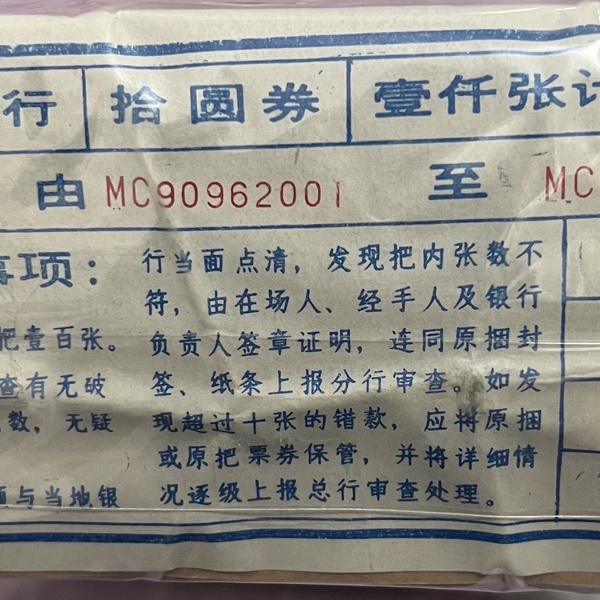 行 拾圆券 壹仟张计
由 MC90962001 至 MC
事项：
把壹百张。
查有无破
数，无疑
与当地银
行当面点清，发现把内张数不
符，由在场人、经手人及银行
负责人签章证明，连同原捆封
签、纸条上报分行审查。如发
现超过十张的错款，应将原捆
或原把票券保管，并将详细情
况逐级上报总行审查处理。